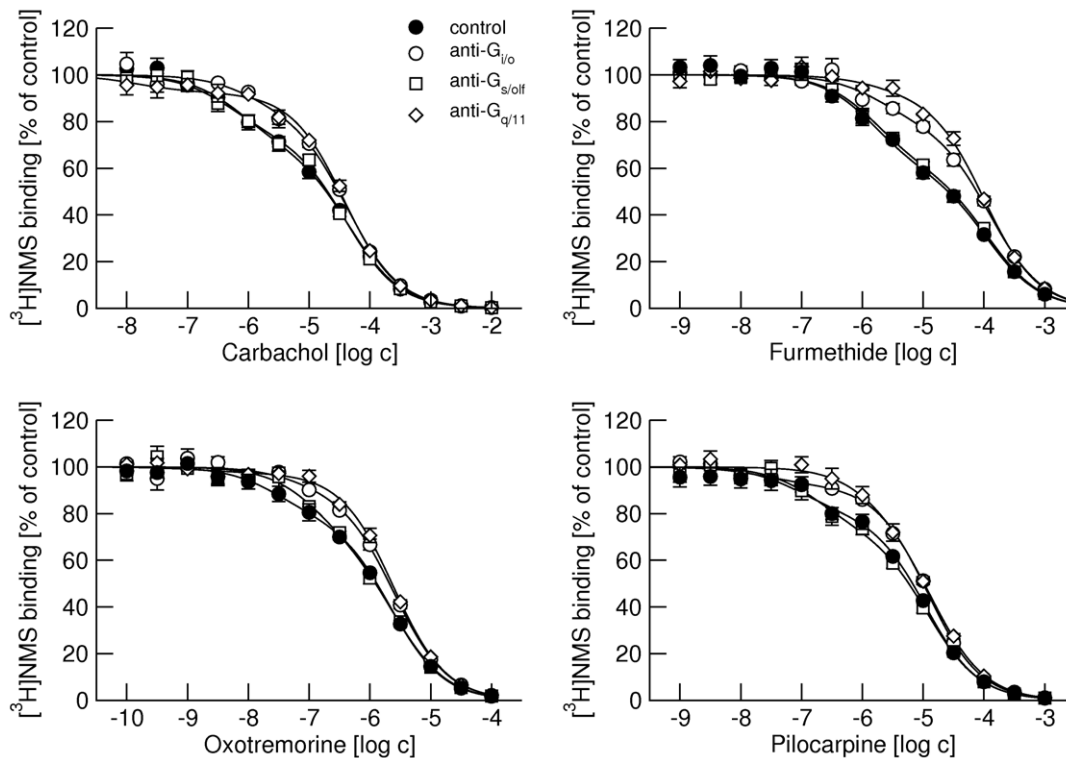 120
100
80
60
40
20
0
[³H]NMS binding [% of control]
-8 -7 -6 -5 -4 -3 -2
Carbachol [log c]
control
anti-Gi/o
anti-Gs/olf
anti-Gq/11
120
100
80
60
40
20
0
[³H]NMS binding [% of control]
-9 -8 -7 -6 -5 -4 -3
Furmethide [log c]
120
100
80
60
40
20
0
[³H]NMS binding [% of control]
-10 -9 -8 -7 -6 -5 -4
Oxotremorine [log c]
120
100
80
60
40
20
0
[³H]NMS binding [% of control]
-9 -8 -7 -6 -5 -4 -3
Pilocarpine [log c]